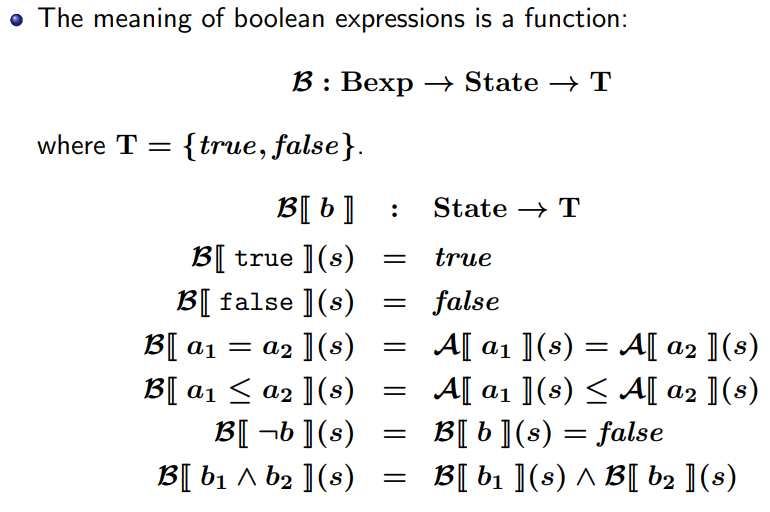 The meaning of boolean expressions is a function:
𝓑 : Bexp → State → T
where T = {true, false}.
𝓑⟦ b ⟧ : State → T
𝓑⟦ true ⟧(s) = true
𝓑⟦ false ⟧(s) = false
𝓑⟦ a₁ = a₂ ⟧(s) = 𝓐⟦ a₁ ⟧(s) = 𝓐⟦ a₂ ⟧(s)
𝓑⟦ a₁ ≤ a₂ ⟧(s) = 𝓐⟦ a₁ ⟧(s) ≤ 𝓐⟦ a₂ ⟧(s)
𝓑⟦ ¬b ⟧(s) = 𝓑⟦ b ⟧(s) = false
𝓑⟦ b₁ ∧ b₂ ⟧(s) = 𝓑⟦ b₁ ⟧(s) ∧ 𝓑⟦ b₂ ⟧(s)